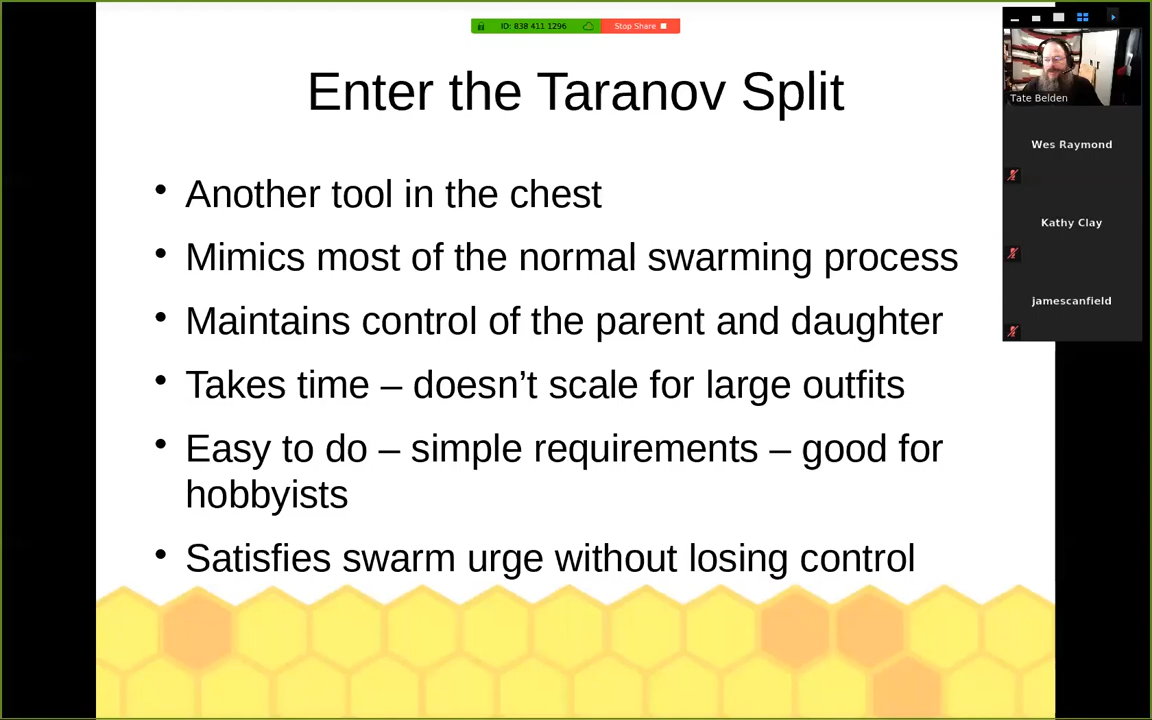 ID: 838 411 1296
Stop Share
Enter the Taranov Split
Tate Belden
• Another tool in the chest
Wes Raymond
• Mimics most of the normal swarming process
Kathy Clay
• Maintains control of the parent and daughter
jamescanfield
• Takes time – doesn’t scale for large outfits
• Easy to do – simple requirements – good for
hobbyists
• Satisfies swarm urge without losing control